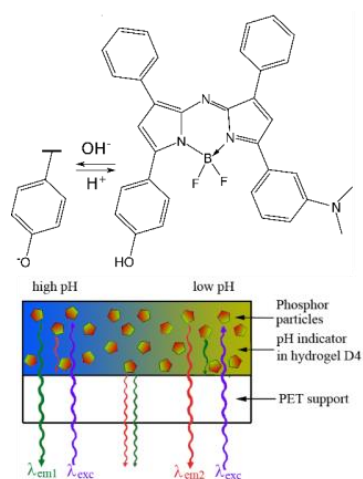 N
OH⁻
H⁺
N
N
B
F
F
N
⁻O
HO
high pH
low pH
Phosphor
particles
pH indicator
in hydrogel D4
PET support
λem1
λexc
λem2
λexc